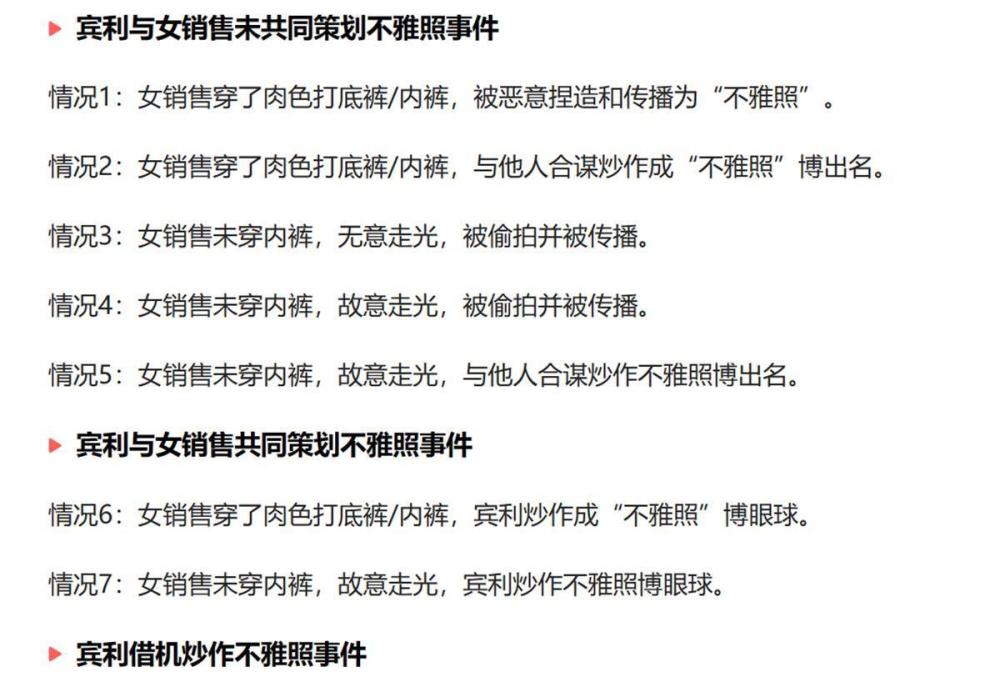 宾利与女销售未共同策划不雅照事件
情况1：女销售穿了肉色打底裤/内裤，被恶意捏造和传播为“不雅照”。
情况2：女销售穿了肉色打底裤/内裤，与他人合谋炒作成“不雅照”博出名。
情况3：女销售未穿内裤，无意走光，被偷拍并被传播。
情况4：女销售未穿内裤，故意走光，被偷拍并被传播。
情况5：女销售未穿内裤，故意走光，与他人合谋炒作不雅照博出名。
宾利与女销售共同策划不雅照事件
情况6：女销售穿了肉色打底裤/内裤，宾利炒作成“不雅照”博眼球。
情况7：女销售未穿内裤，故意走光，宾利炒作不雅照博眼球。
宾利借机炒作不雅照事件